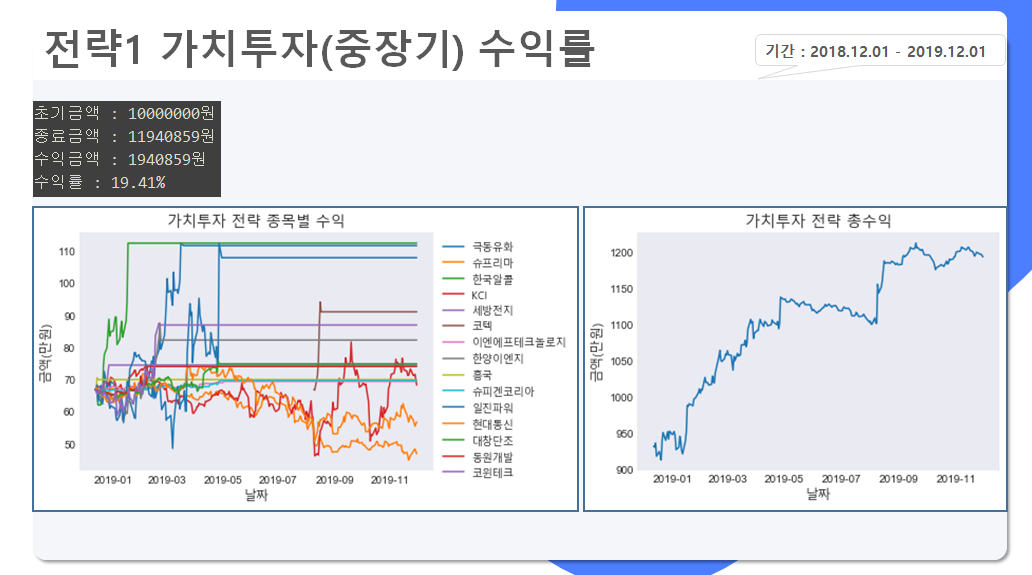 전략1 가치투자(중장기) 수익률
기간 : 2018.12.01 - 2019.12.01
초기금액 : 10000000원
종료금액 : 11940859원
수익금액 : 1940859원
수익률 : 19.41%
가치투자 전략 종목별 수익
금액(만원)
110
100
90
80
70
60
50
2019-01 2019-03 2019-05 2019-07 2019-09 2019-11
날짜
극동유화
슈프리마
한국알콜
KCI
세방전지
코텍
이엔에프테크놀로지
한양이엔지
흥국
슈피겐코리아
일진파워
현대통신
대창단조
동원개발
코윈테크
가치투자 전략 총수익
금액(만원)
1200
1150
1100
1050
1000
950
900
2019-01 2019-03 2019-05 2019-07 2019-09 2019-11
날짜